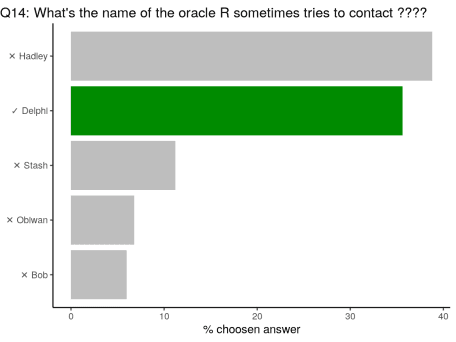 Q14: What's the name of the oracle R sometimes tries to contact ????
✕ Hadley
✓ Delphi
✕ Stash
✕ Obiwan
✕ Bob
0 10 20 30 40
% choosen answer